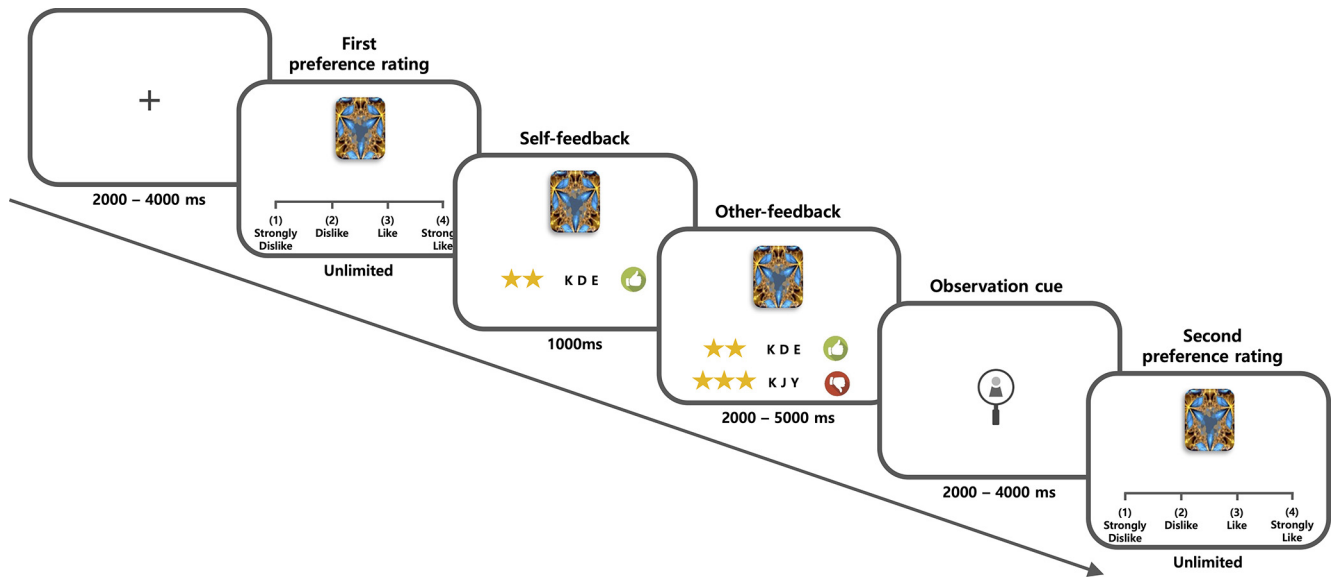 2000 – 4000 ms
First
preference rating
(1) (2) (3) (4)
Strongly Dislike Like Strong
Dislike Like
Unlimited
Self-feedback
K D E
1000ms
Other-feedback
K D E
K J Y
2000 – 5000 ms
Observation cue
2000 – 4000 ms
Second
preference rating
(1) (2) (3) (4)
Strongly Dislike Like Strongly
Dislike Like
Unlimited